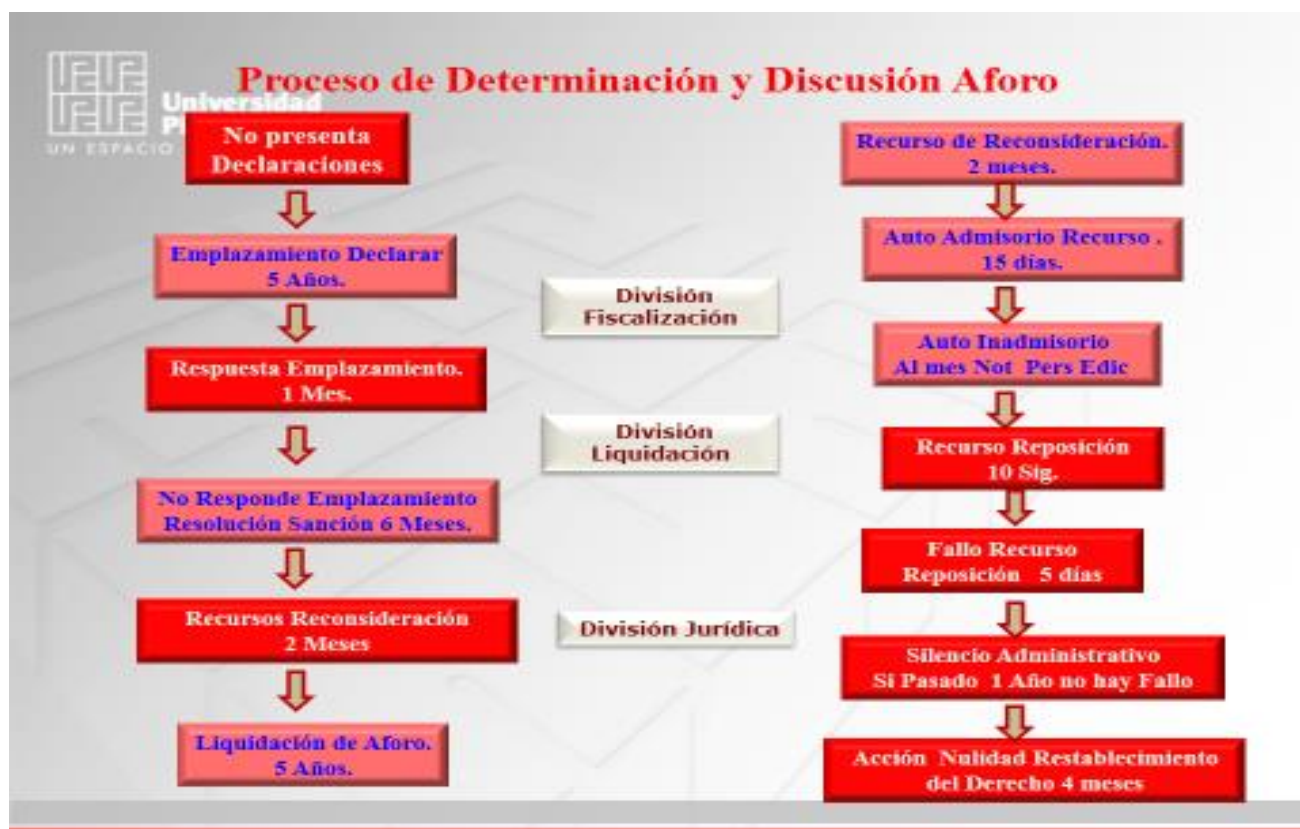 Proceso de Determinación y Discusión Aforo
Universidad
UN ESPACIO
No presenta
Declaraciones
Emplazamiento Declarar
5 Años.
Respuesta Emplazamiento.
1 Mes.
No Responde Emplazamiento
Resolución Sanción 6 Meses.
Recursos Reconsideración
2 Meses
Liquidación de Aforo.
5 Años.
División
Fiscalización
División
Liquidación
División Jurídica
Recurso de Reconsideración.
2 meses.
Auto Admisorio Recurso .
15 días.
Auto Inadmisorio
Al mes Not Pers Edic
Recurso Reposición
10 Sig.
Fallo Recurso
Reposición 5 días
Silencio Administrativo
Si Pasado 1 Año no hay Fallo
Acción Nulidad Restablecimiento
del Derecho 4 meses